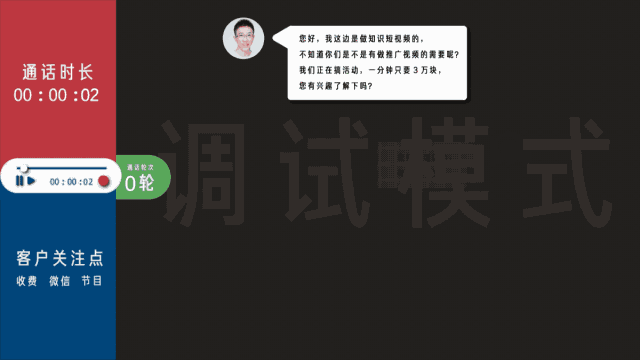 通话时长
00:00:02
00:00:02
通话轮次
0轮
客户关注点
收费 微信 节目
您好，我这边是做知识短视频的，
不知道你们是不是有做推广视频的需要呢？
我们正在搞活动，一分钟只要 3 万块，
您有兴趣了解下吗？
调试模式